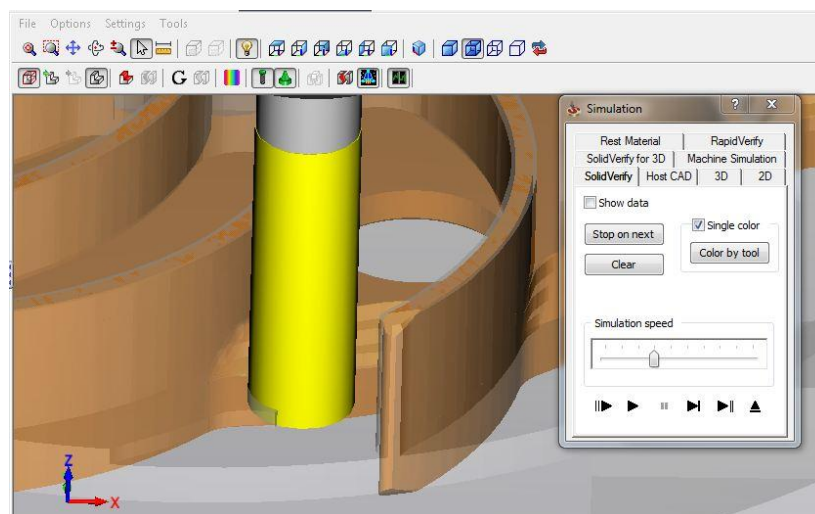 File Options Settings Tools
G
Simulation
Rest Material RapidVerify
SolidVerify for 3D Machine Simulation
SolidVerify Host CAD 3D 2D
Show data
Single color
Stop on next
Color by tool
Clear
Simulation speed
Z
X